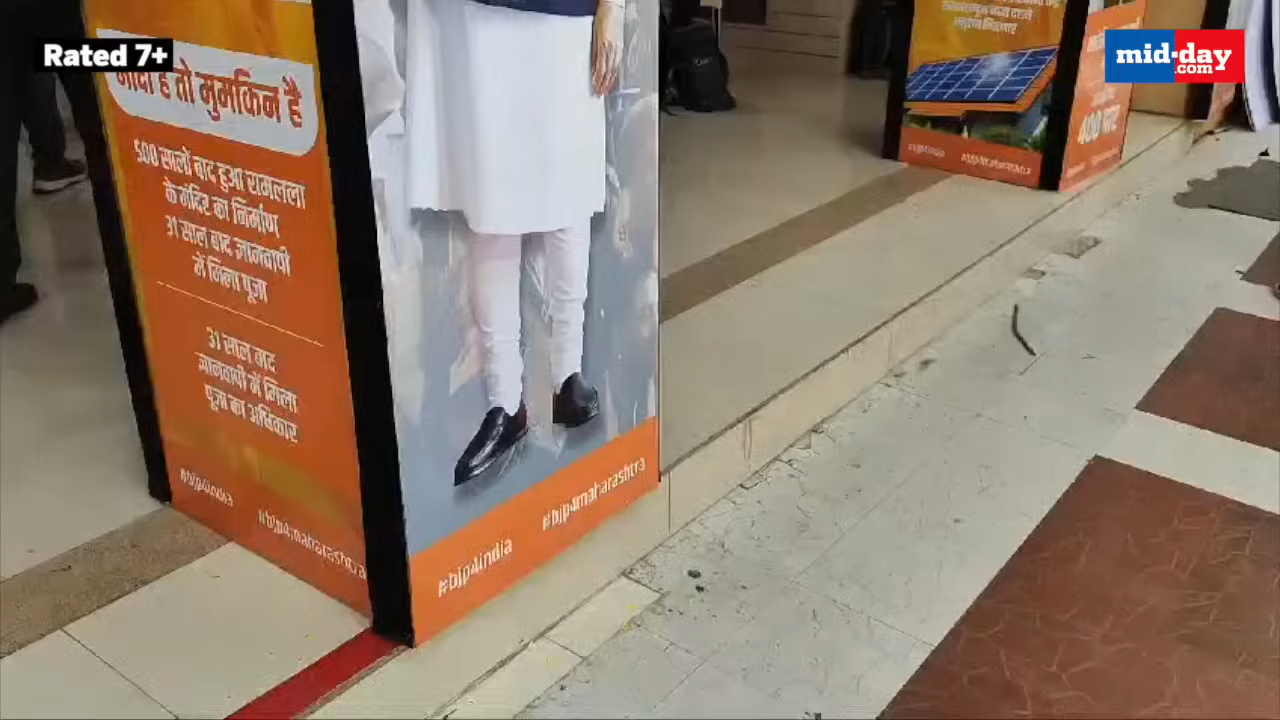 Rated 7+
mid-day
.com
तो मुमकिन है
500 सालों बाद हुआ रामलला
के मंदिर का निर्माण
31 साल बाद ज्ञानवापी
में मिला पूजा
31 साल बाद
ज्ञानवापी में मिला
पूजा का अधिकार
#bjp4india
#bjp4maharashtra
#bjp4india
#bjp4maharashtra
#bjp4india
#bjp4maharashtra
400 पार